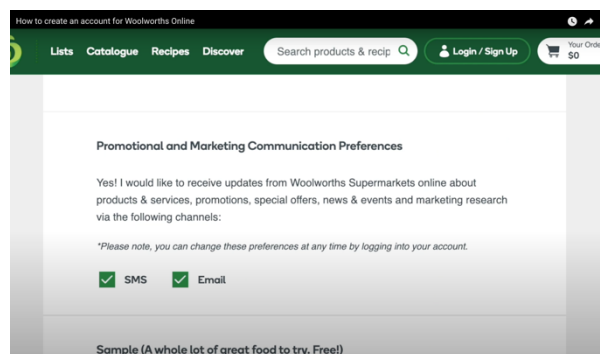 How to create an account for Woolworths Online
Lists Catalogue Recipes Discover Search products & recip Login / Sign Up Your Orde
$0
Promotional and Marketing Communication Preferences
Yes! I would like to receive updates from Woolworths Supermarkets online about
products & services, promotions, special offers, news & events and marketing research
via the following channels:
*Please note, you can change these preferences at any time by logging into your account.
SMS Email
Sample (A whole lot of great food to try, Free!)